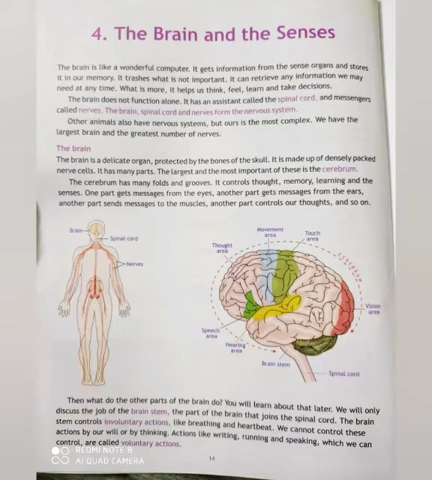 4. The Brain and the Senses
The brain is like a wonderful computer. It gets information from the sense organs and stores
it in our memory. It trashes what is not important. It can retrieve any information we may
need at any time. What is more, it helps us think, feel, learn and take decisions.
The brain does not function alone. It has an assistant called the spinal cord, and messengers
called nerves. The brain, spinal cord and nerves form the nervous system.
Other animals also have nervous systems, but ours is the most complex. We have the
largest brain and the greatest number of nerves.
The brain
The brain is a delicate organ, protected by the bones of the skull. It is made up of densely packed
nerve cells. It has many parts. The largest and the most important of these is the cerebrum.
The cerebrum has many folds and grooves. It controls thought, memory, learning and the
senses. One part gets messages from the eyes, another part gets messages from the ears,
another part sends messages to the muscles, another part controls our thoughts, and so on.
Brain
Spinal cord
Nerves
Movement
area
Touch
area
Thought
area
CEREBRUM
Vision
area
Speech
area
Hearing
area
Brain stem
Spinal cord
Then what do the other parts of the brain do? You will learn about that later. We will only
discuss the job of the brain stem, the part of the brain that joins the spinal cord. The brain
stem controls involuntary actions, like breathing and heartbeat. We cannot control these
actions by our will or by thinking. Actions like writing, running and speaking, which we can
control, are called voluntary actions.
REDMI NOTE 8
AI QUAD CAMERA